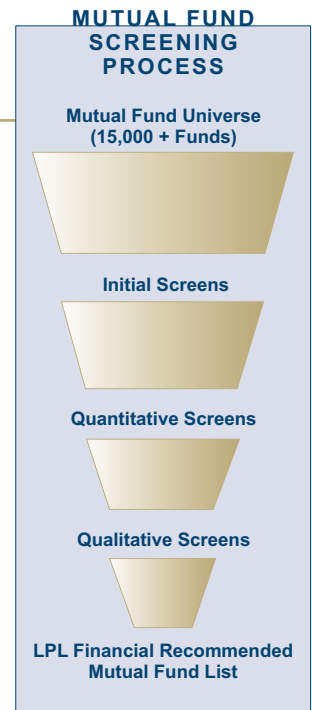 MUTUAL FUND
SCREENING
PROCESS
Mutual Fund Universe
(15,000 + Funds)
Initial Screens
Quantitative Screens
Qualitative Screens
LPL Financial Recommended
Mutual Fund List